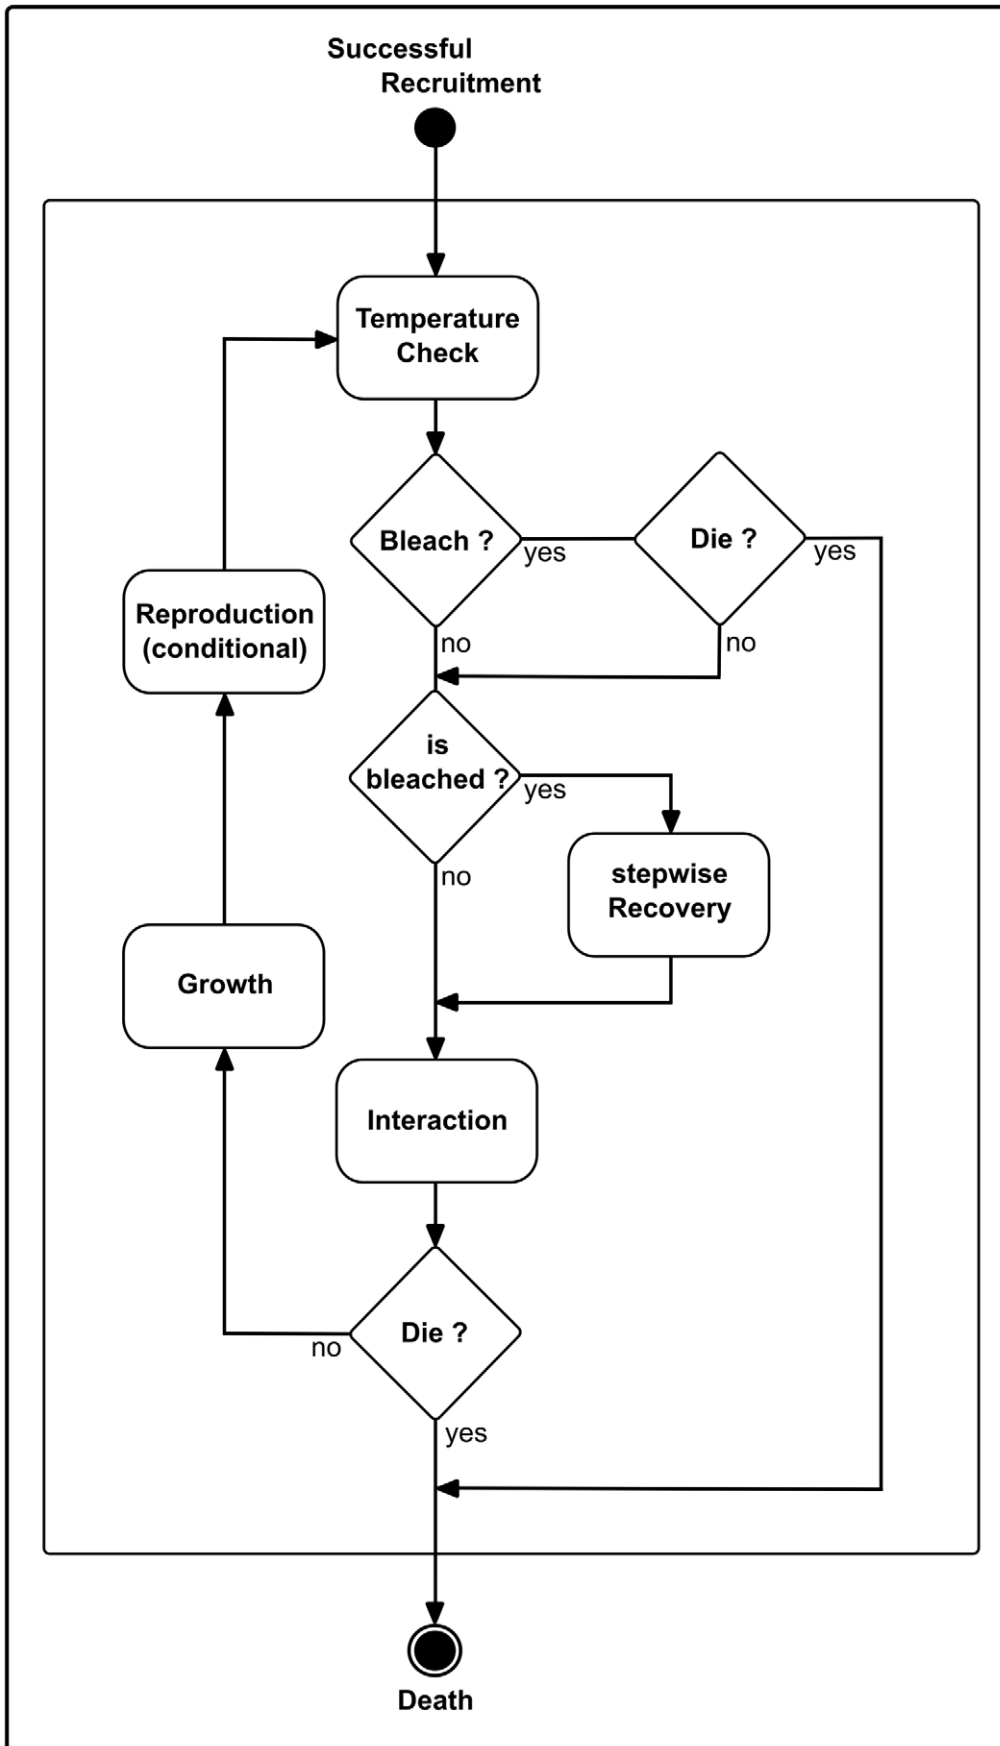 Successful
Recruitment
Temperature
Check
Bleach ?
yes
Die ?
yes
no
no
Reproduction
(conditional)
is
bleached ?
yes
no
stepwise
Recovery
Growth
Interaction
Die ?
no
yes
Death